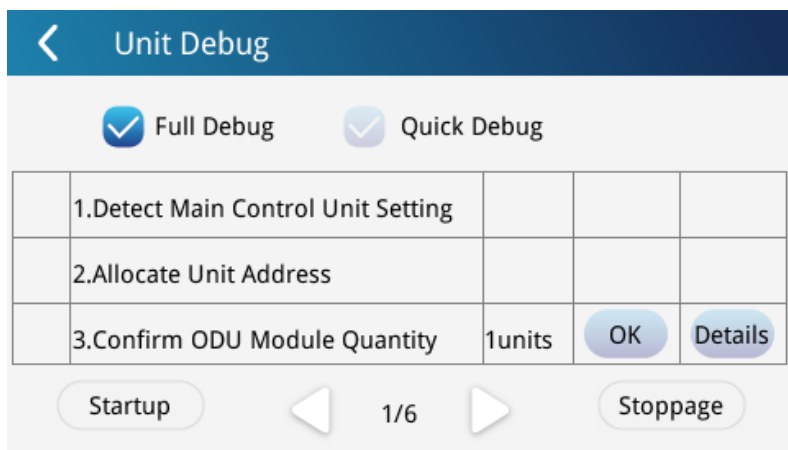 Unit Debug
Full Debug Quick Debug
1.Detect Main Control Unit Setting
2.Allocate Unit Address
3.Confirm ODU Module Quantity 1units OK Details
Startup 1/6 Stoppage